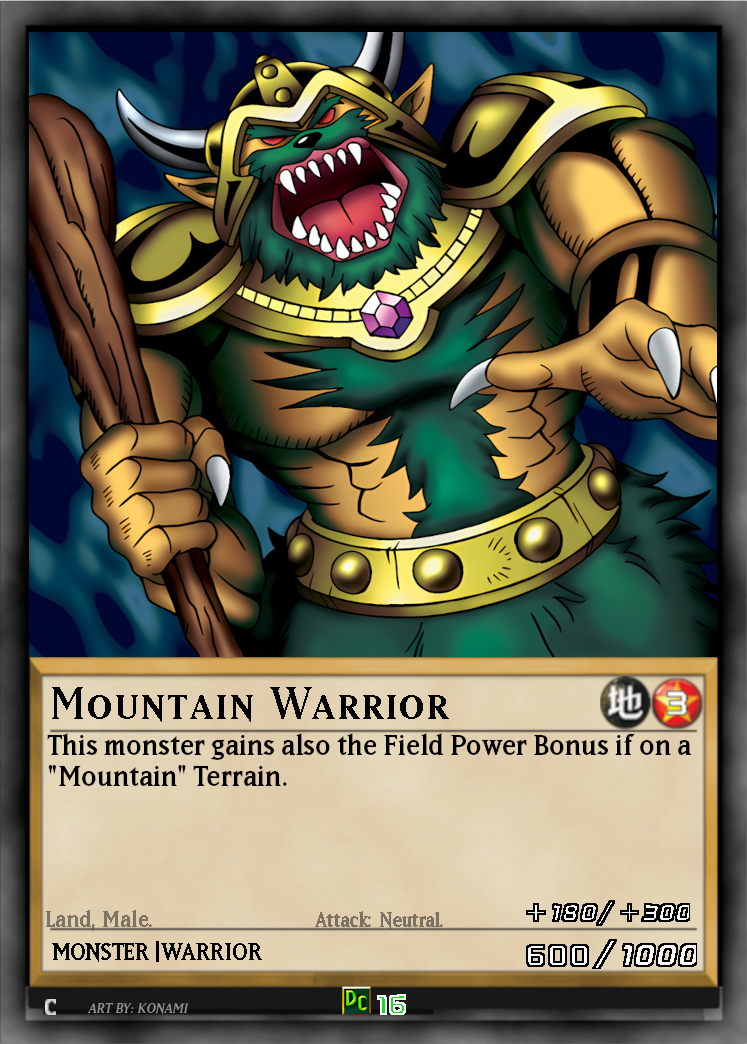 MOUNTAIN WARRIOR 地 3
This monster gains also the Field Power Bonus if on a
"Mountain" Terrain.
Land, Male. Attack: Neutral. +180/+300
MONSTER |WARRIOR 600/1000
C ART BY: KONAMI DC 16